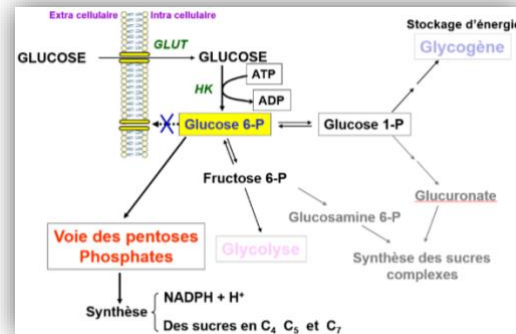 Extra cellulaire
Intra cellulaire
Stockage d'énergie
Glycogène
GLUT
GLUCOSE
GLUCOSE
ATP
HK
ADP
Glucose 6-P
Glucose 1-P
Fructose 6-P
Glucuronate
Glucosamine 6-P
Voie des pentoses
Phosphates
Glycolyse
Synthèse des sucres
complexes
Synthèse
NADPH + H⁺
Des sucres en C₄ C₅ et C₇